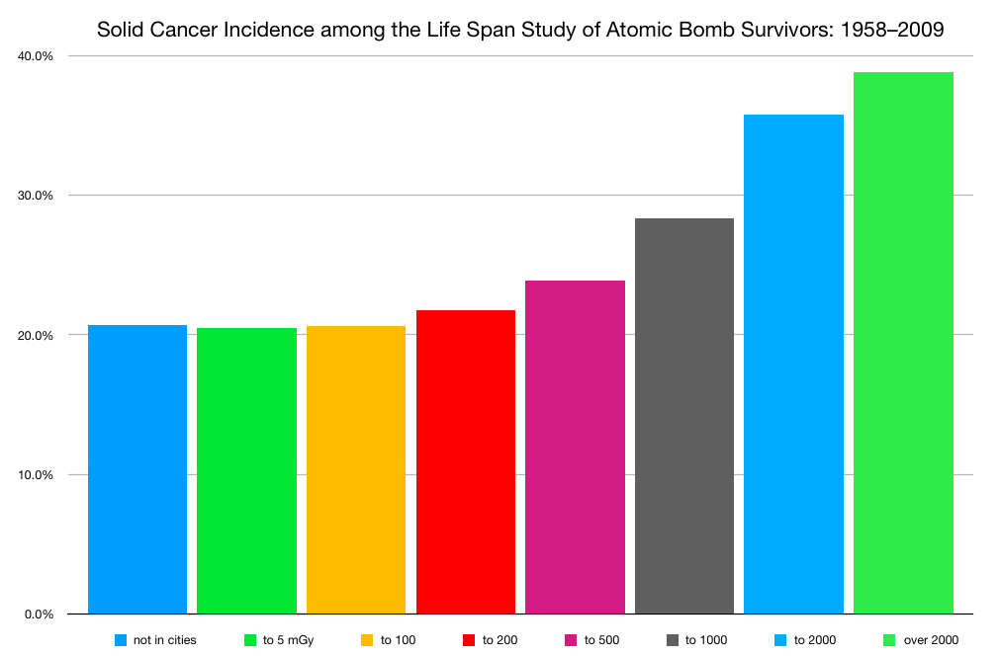 Solid Cancer Incidence among the Life Span Study of Atomic Bomb Survivors: 1958–2009
40.0%
30.0%
20.0%
10.0%
0.0%
not in cities to 5 mGy to 100 to 200 to 500 to 1000 to 2000 over 2000